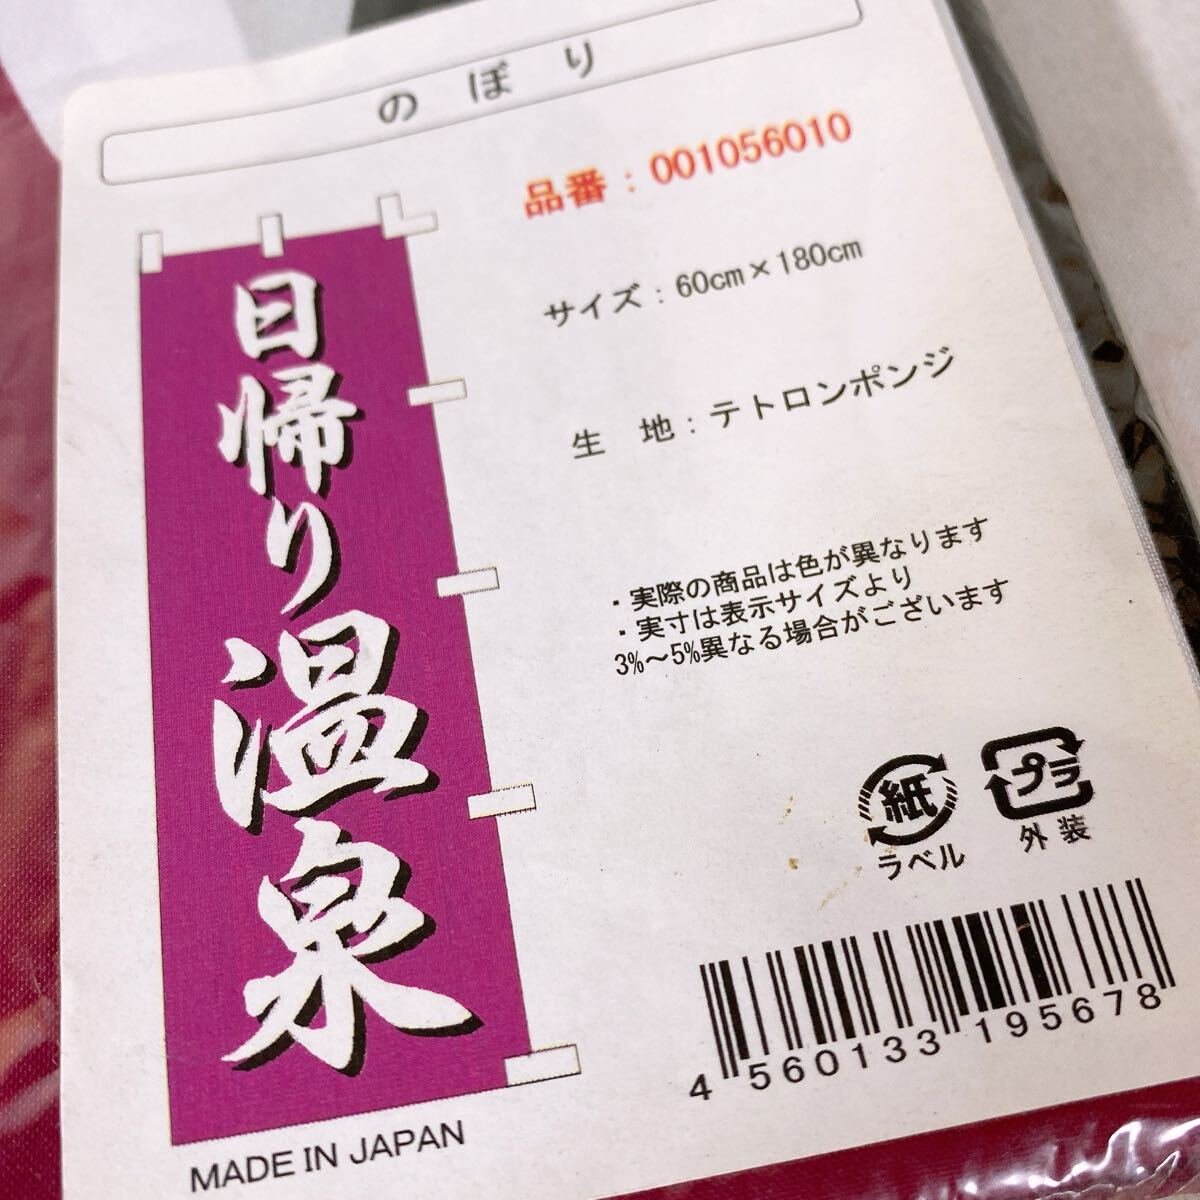 のぼり
品番：001056010
サイズ：60cm×180cm
生　地：テトロンポンジ
・実際の商品は色が異なります
・実寸は表示サイズより
3%～5%異なる場合がございます
日帰り温泉
紙
ラベル
プラ
外装
4 560133 195678
MADE IN JAPAN